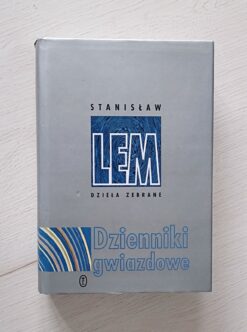 STANISŁAW
LEM
DZIEŁA ZEBRANE
Dzienniki
gwiazdowe